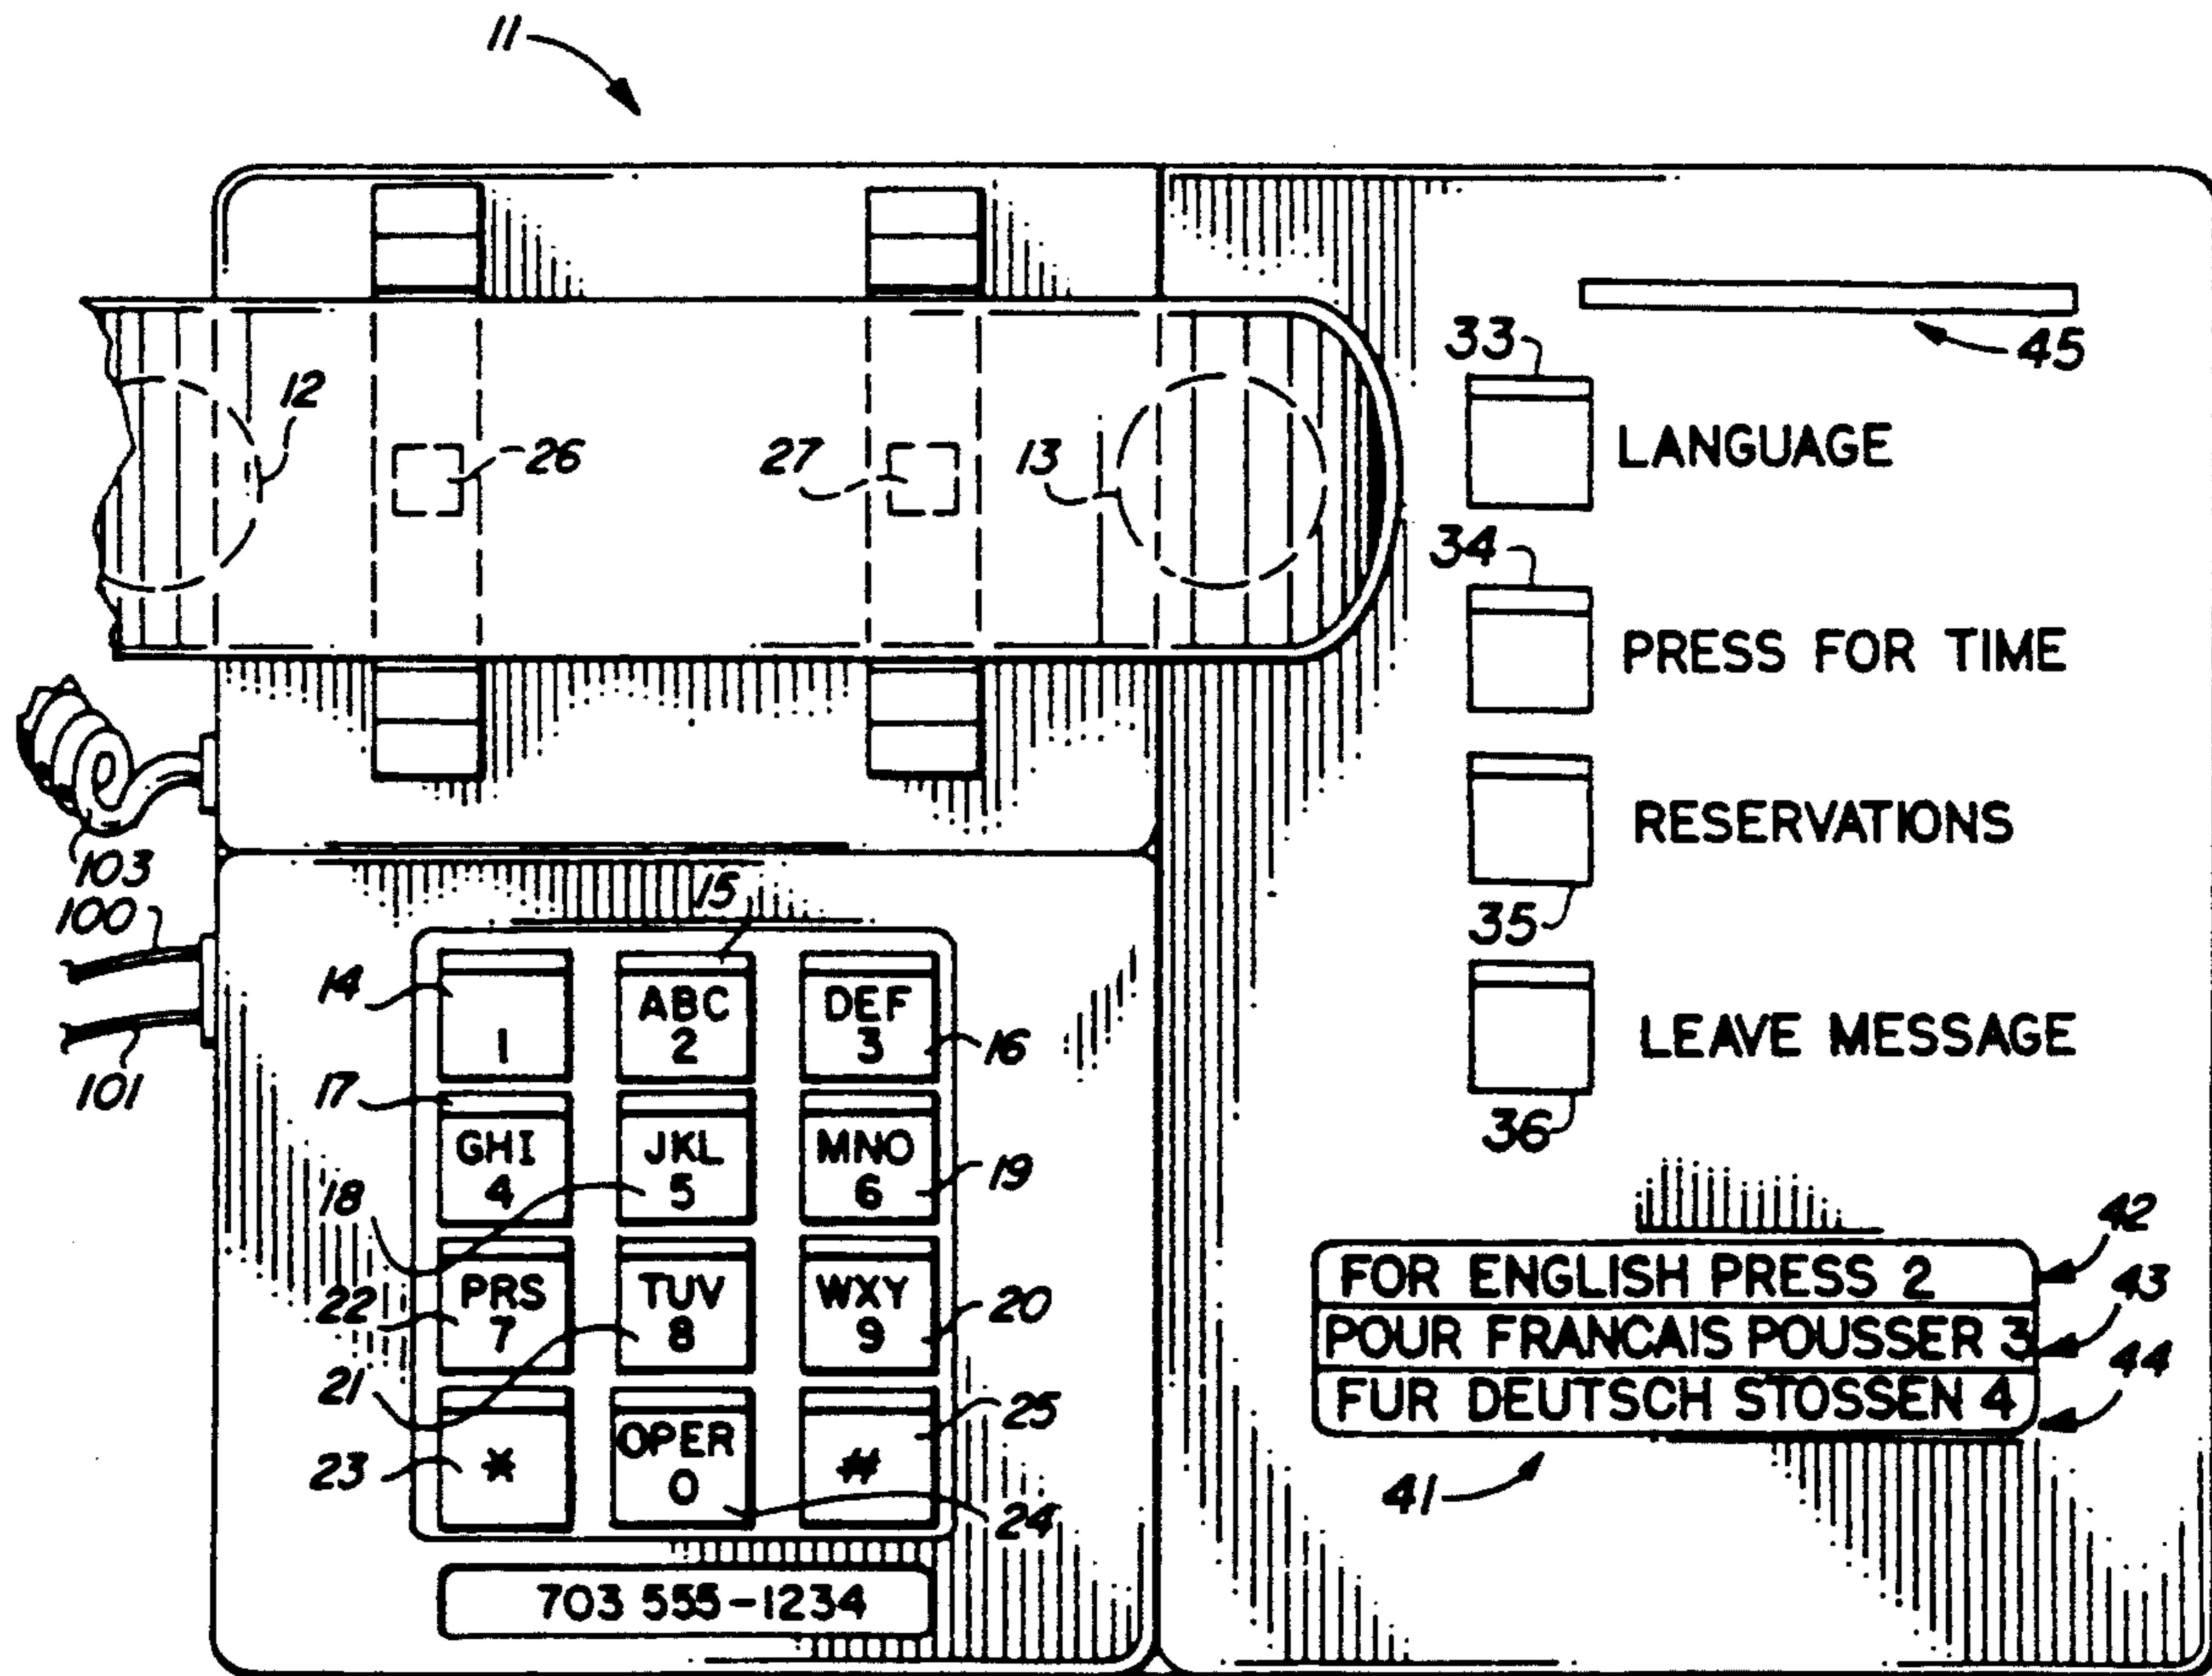 11
45
33
12
26
27
13
LANGUAGE
34
PRESS FOR TIME
RESERVATIONS
35
103
100
101
15
14
1
ABC
2
DEF
3
16
LEAVE MESSAGE
36
17
GHI
4
JKL
5
MNO
6
19
18
42
FOR ENGLISH PRESS 2
43
POUR FRANCAIS POUSSER 3
44
FUR DEUTSCH STOSSEN 4
41
22
PRS
7
TUV
8
WXY
9
20
21
23
*
OPER
0
#
25
24
703 555-1234